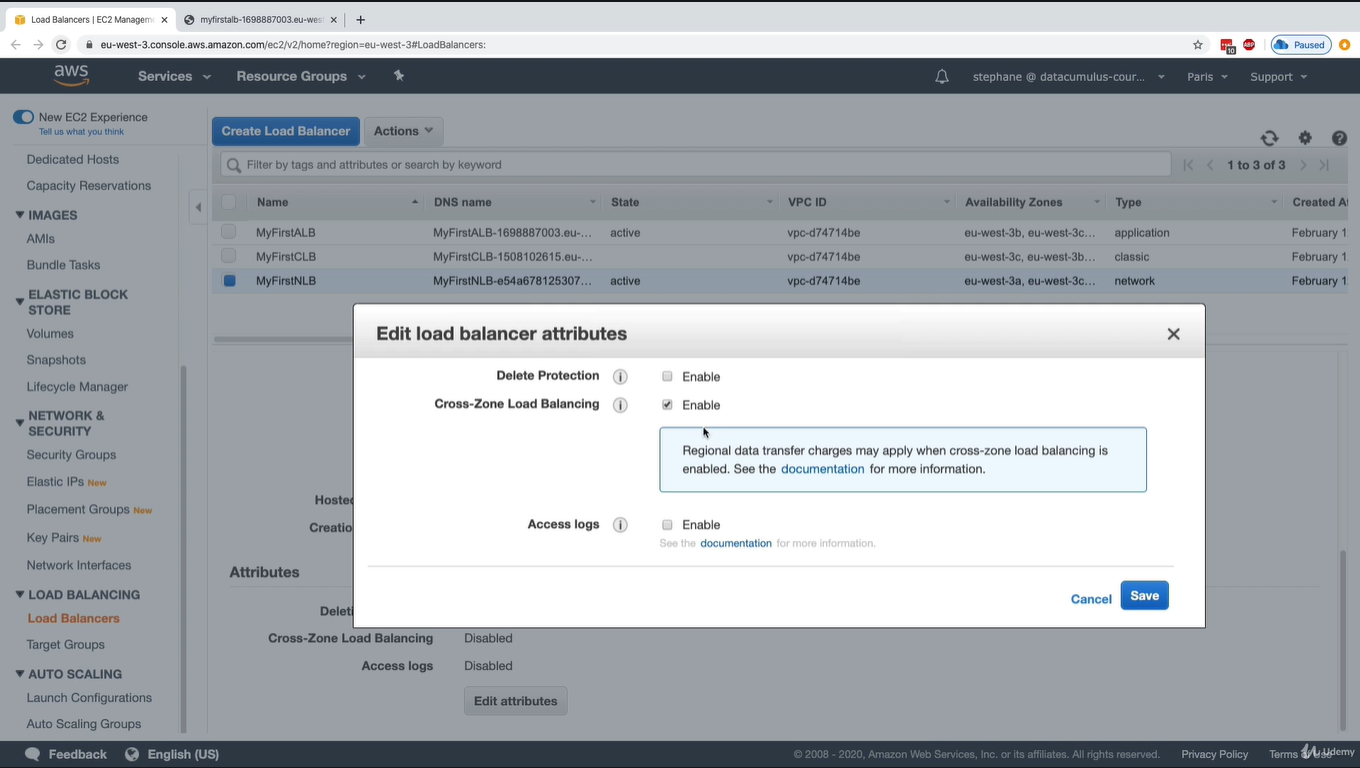 Load Balancers | EC2 Managem
myfirstalb-1698887003.eu-wes
eu-west-3.console.aws.amazon.com/ec2/v2/home?region=eu-west-3#LoadBalancers:
10
ABP
Paused
aws
Services
Resource Groups
stephane @ datacumulus-cour...
Paris
Support
New EC2 Experience
Tell us what you think
Dedicated Hosts
Capacity Reservations
IMAGES
AMIs
Bundle Tasks
ELASTIC BLOCK
STORE
Volumes
Snapshots
Lifecycle Manager
NETWORK &
SECURITY
Security Groups
Elastic IPs New
Placement Groups New
Key Pairs New
Network Interfaces
LOAD BALANCING
Load Balancers
Target Groups
AUTO SCALING
Launch Configurations
Auto Scaling Groups
Create Load Balancer
Actions
Filter by tags and attributes or search by keyword
1 to 3 of 3
Name DNS name State VPC ID Availability Zones Type Created At
MyFirstALB MyFirstALB-1698887003.eu-... active vpc-d74714be eu-west-3b, eu-west-3c... application February 1
MyFirstCLB MyFirstCLB-1508102615.eu-... vpc-d74714be eu-west-3c, eu-west-3b... classic February 1
MyFirstNLB MyFirstNLB-e54a678125307... active vpc-d74714be eu-west-3a, eu-west-3c... network February 1
Edit load balancer attributes
Delete Protection Enable
Cross-Zone Load Balancing Enable
Regional data transfer charges may apply when cross-zone load balancing is
enabled. See the documentation for more information.
Access logs Enable
See the documentation for more information.
Cancel
Save
Hosted
Creatio
Attributes
Deleti
Cross-Zone Load Balancing Disabled
Access logs Disabled
Edit attributes
Feedback
English (US)
© 2008 - 2020, Amazon Web Services, Inc. or its affiliates. All rights reserved.
Privacy Policy
Terms
Udemy